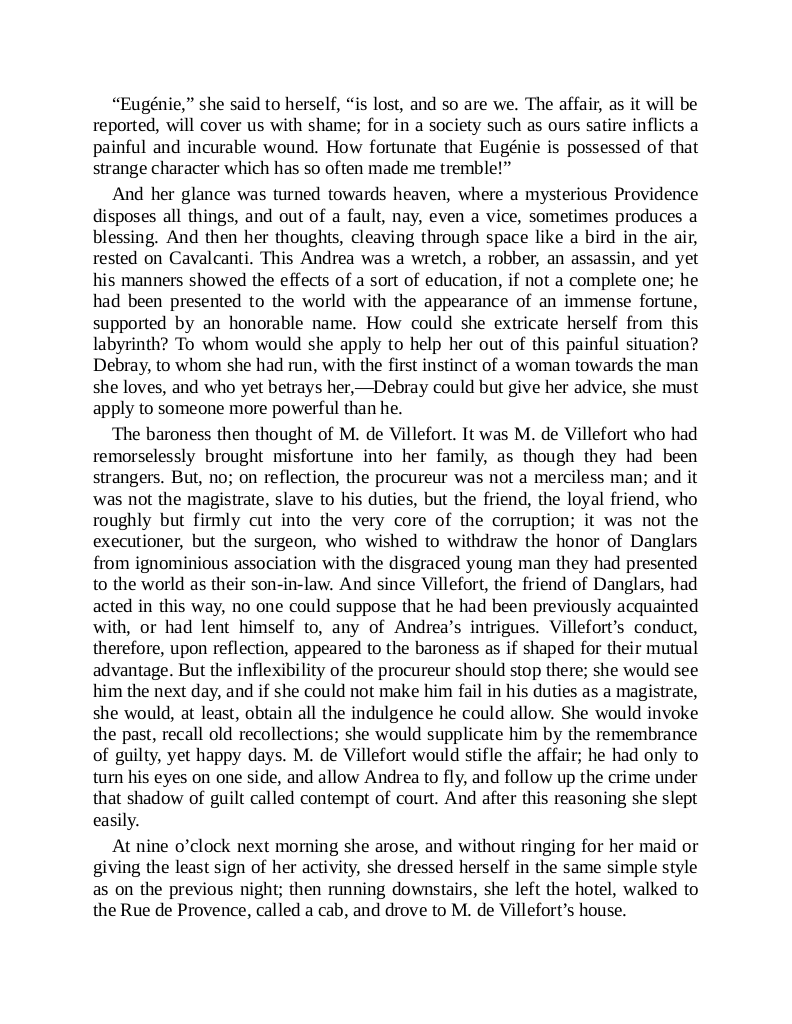 “Eugénie,” she said to herself, “is lost, and so are we. The affair, as it will be
reported, will cover us with shame; for in a society such as ours satire inflicts a
painful and incurable wound. How fortunate that Eugénie is possessed of that
strange character which has so often made me tremble!”
And her glance was turned towards heaven, where a mysterious Providence
disposes all things, and out of a fault, nay, even a vice, sometimes produces a
blessing. And then her thoughts, cleaving through space like a bird in the air,
rested on Cavalcanti. This Andrea was a wretch, a robber, an assassin, and yet
his manners showed the effects of a sort of education, if not a complete one; he
had been presented to the world with the appearance of an immense fortune,
supported by an honorable name. How could she extricate herself from this
labyrinth? To whom would she apply to help her out of this painful situation?
Debray, to whom she had run, with the first instinct of a woman towards the man
she loves, and who yet betrays her,—Debray could but give her advice, she must
apply to someone more powerful than he.
The baroness then thought of M. de Villefort. It was M. de Villefort who had
remorselessly brought misfortune into her family, as though they had been
strangers. But, no; on reflection, the procureur was not a merciless man; and it
was not the magistrate, slave to his duties, but the friend, the loyal friend, who
roughly but firmly cut into the very core of the corruption; it was not the
executioner, but the surgeon, who wished to withdraw the honor of Danglars
from ignominious association with the disgraced young man they had presented
to the world as their son-in-law. And since Villefort, the friend of Danglars, had
acted in this way, no one could suppose that he had been previously acquainted
with, or had lent himself to, any of Andrea’s intrigues. Villefort’s conduct,
therefore, upon reflection, appeared to the baroness as if shaped for their mutual
advantage. But the inflexibility of the procureur should stop there; she would see
him the next day, and if she could not make him fail in his duties as a magistrate,
she would, at least, obtain all the indulgence he could allow. She would invoke
the past, recall old recollections; she would supplicate him by the remembrance
of guilty, yet happy days. M. de Villefort would stifle the affair; he had only to
turn his eyes on one side, and allow Andrea to fly, and follow up the crime under
that shadow of guilt called contempt of court. And after this reasoning she slept
easily.
At nine o’clock next morning she arose, and without ringing for her maid or
giving the least sign of her activity, she dressed herself in the same simple style
as on the previous night; then running downstairs, she left the hotel, walked to
the Rue de Provence, called a cab, and drove to M. de Villefort’s house.